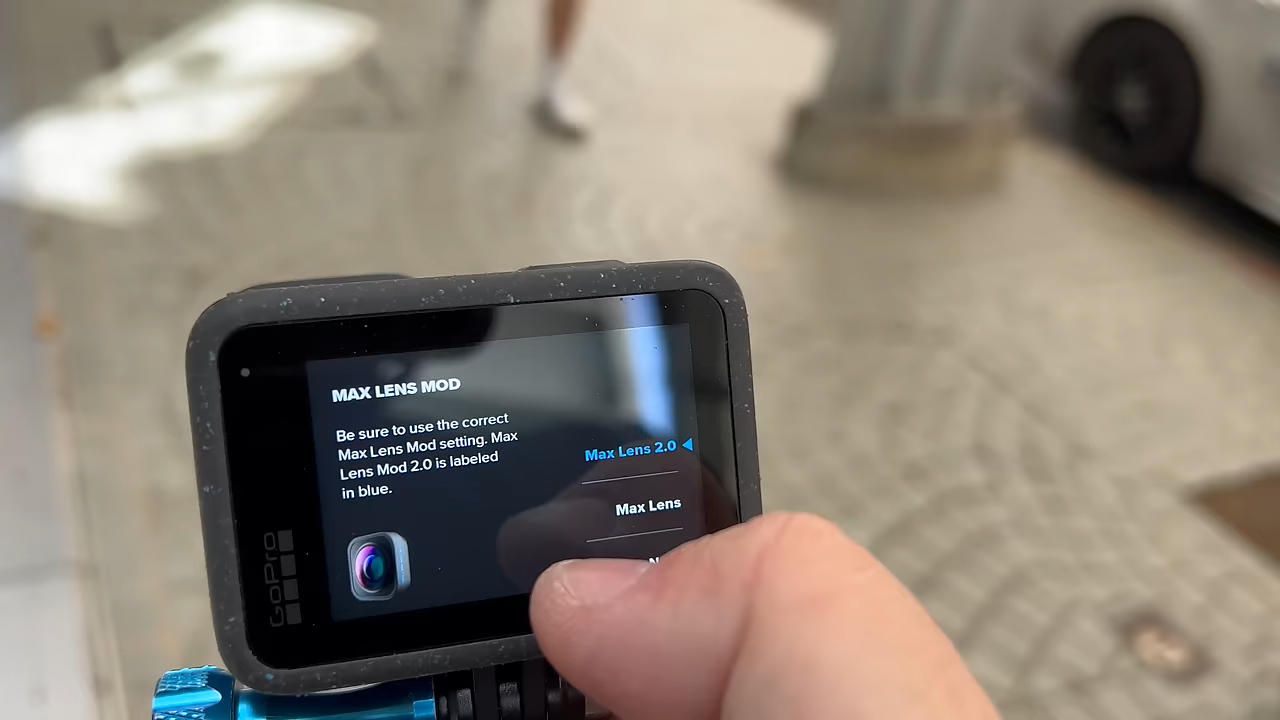 MAX LENS MOD
Be sure to use the correct
Max Lens Mod setting. Max
Lens Mod 2.0 is labeled
in blue.
Max Lens 2.0
Max Lens
GoPro